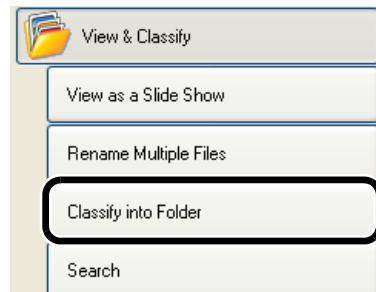 View & Classify
View as a Slide Show
Rename Multiple Files
Classify into Folder
Search